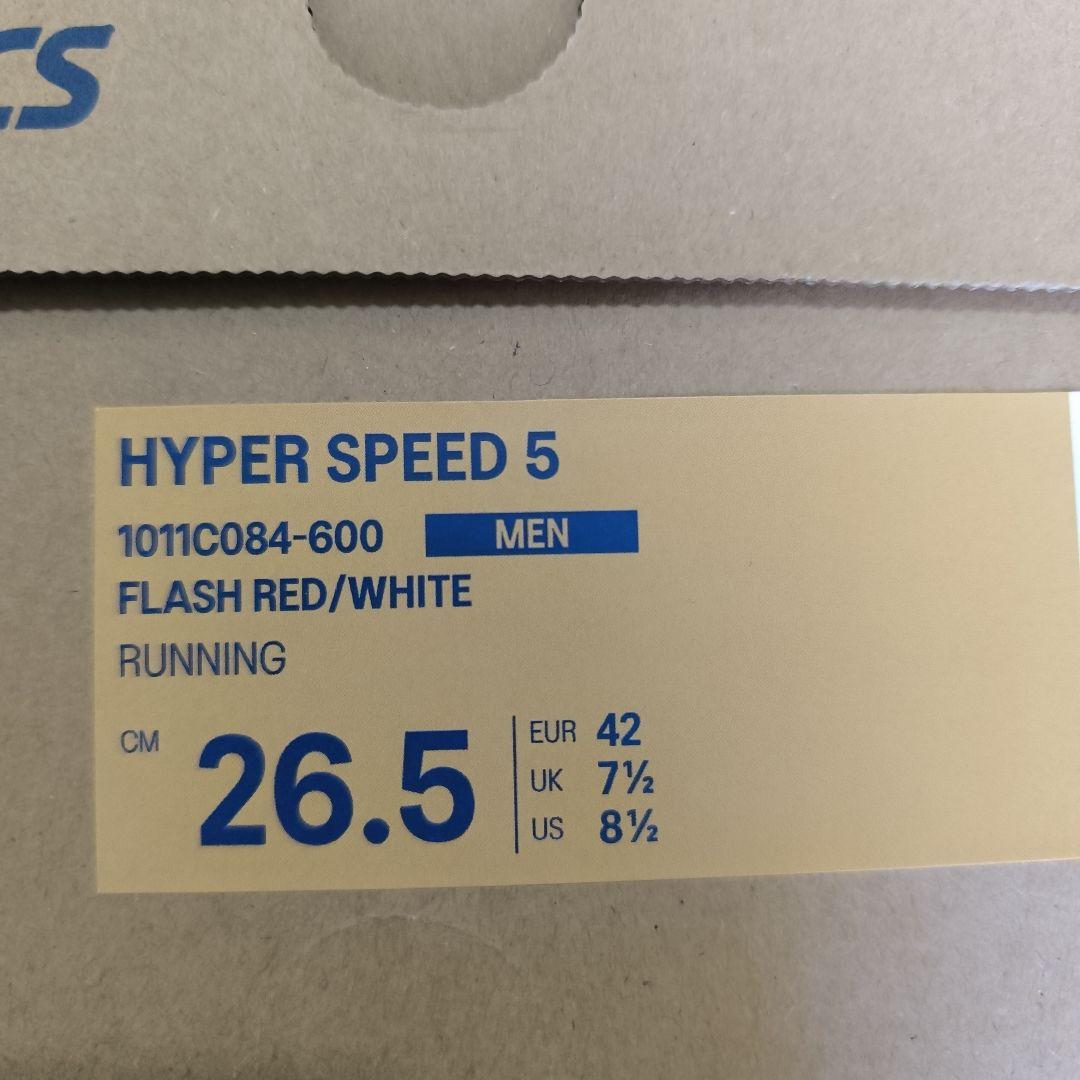 CS
HYPER SPEED 5
1011C084-600 MEN
FLASH RED/WHITE
RUNNING
CM 26.5
EUR 42
UK 7½
US 8½